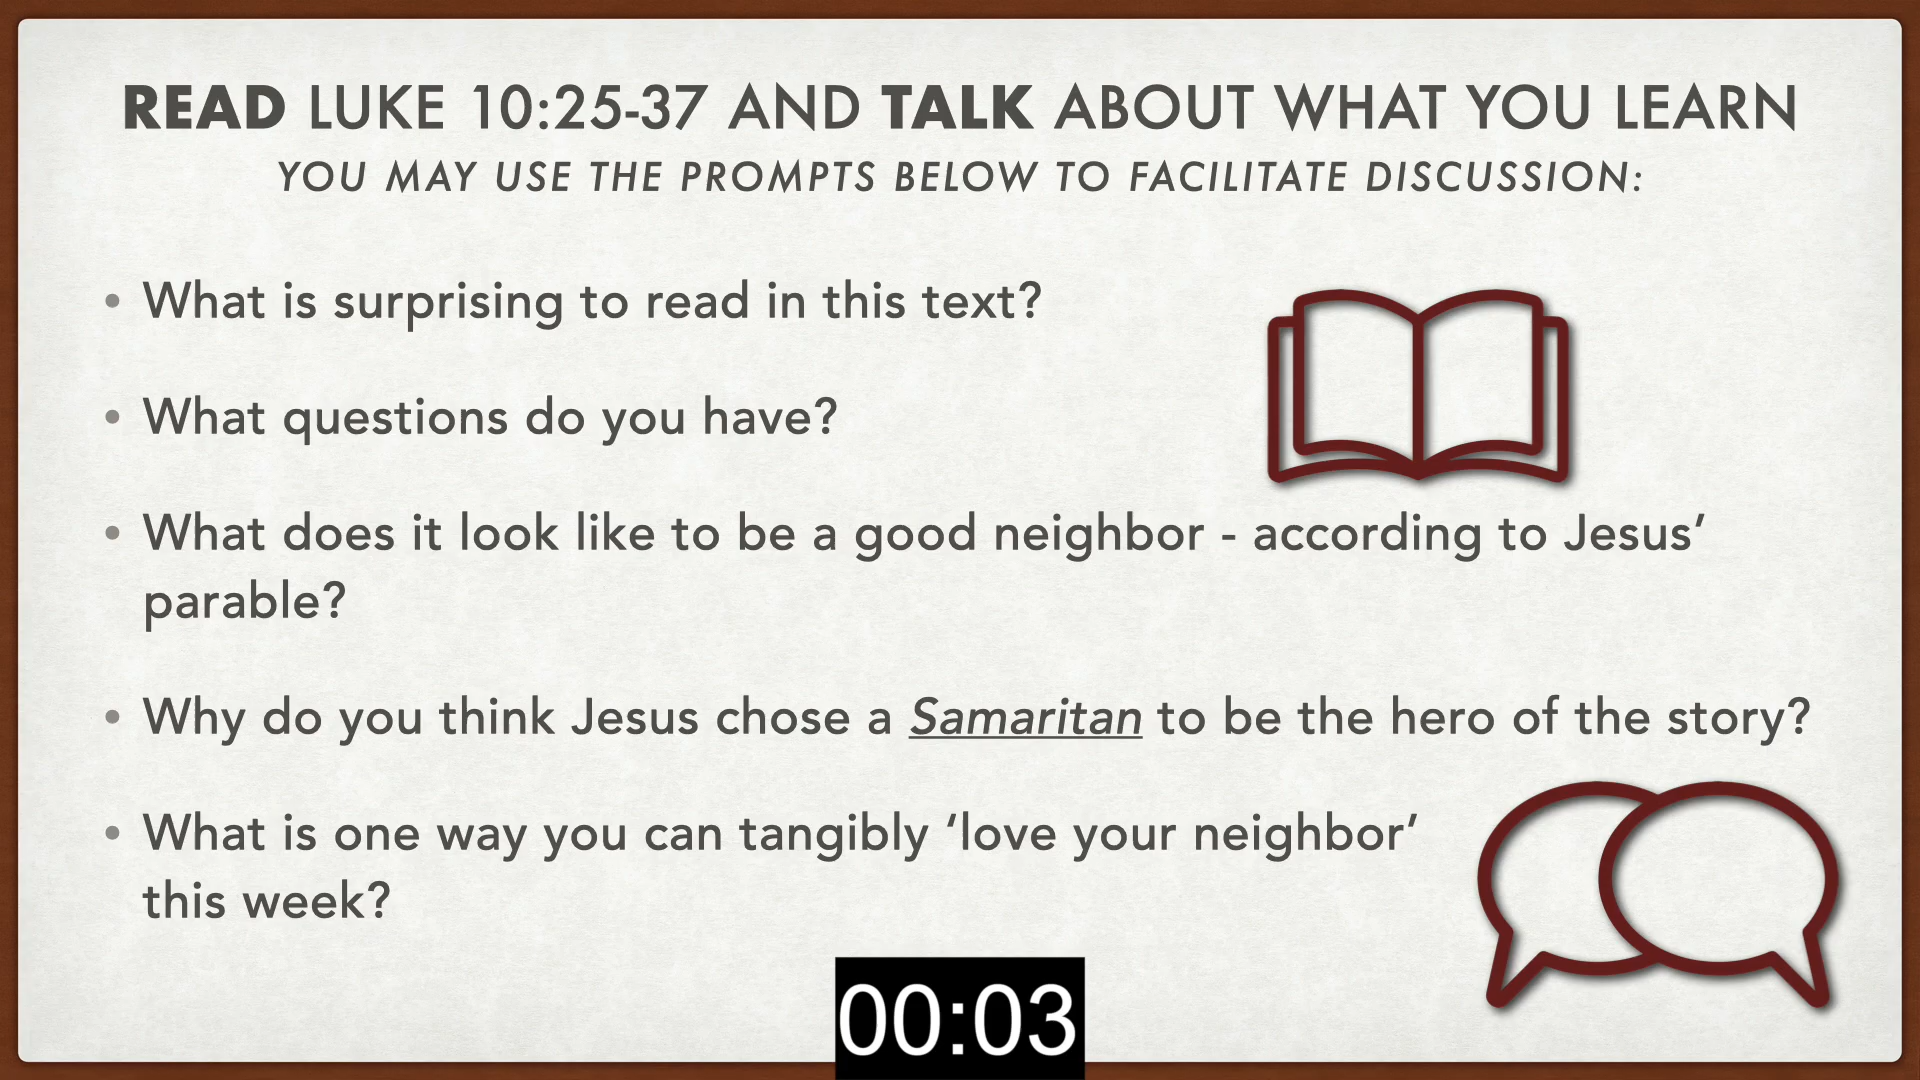 READ LUKE 10:25-37 AND TALK ABOUT WHAT YOU LEARN
YOU MAY USE THE PROMPTS BELOW TO FACILITATE DISCUSSION:
• What is surprising to read in this text?
• What questions do you have?
• What does it look like to be a good neighbor - according to Jesus’
parable?
• Why do you think Jesus chose a Samaritan to be the hero of the story?
• What is one way you can tangibly ‘love your neighbor’
this week?
00:03